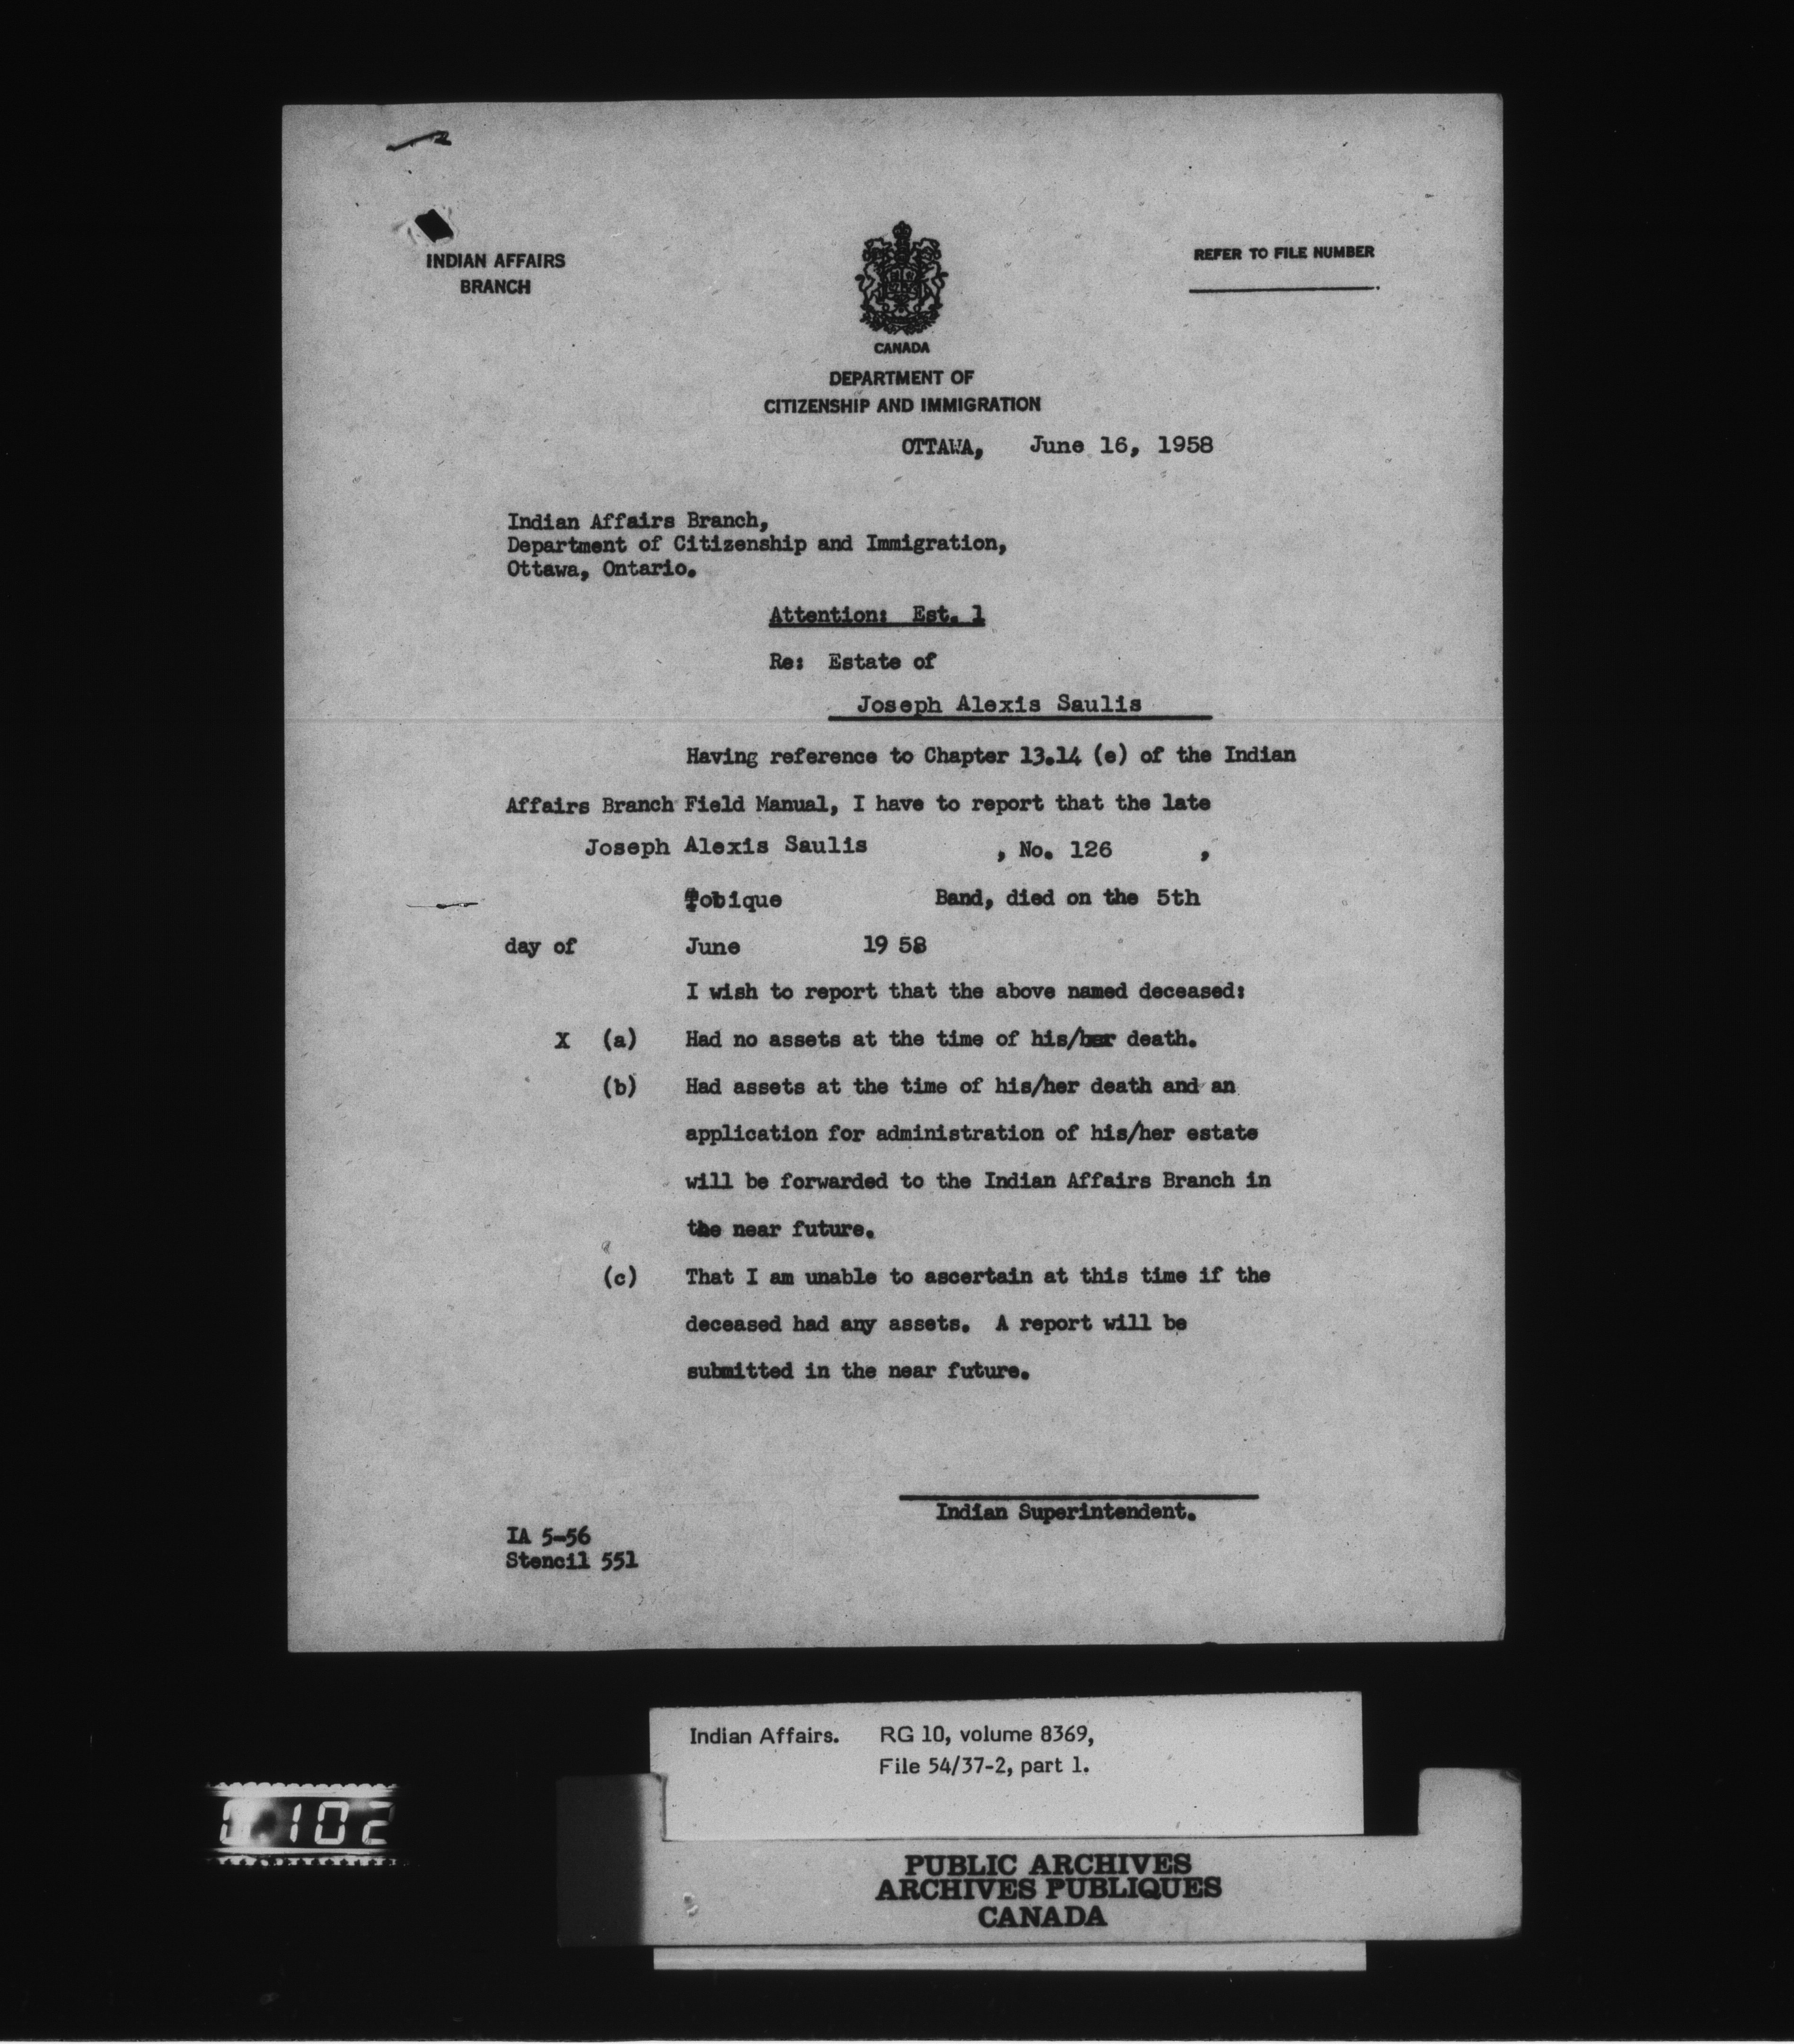 INDIAN AFFAIRS
BRANCH
REFER TO FILE NUMBER
CANADA
DEPARTMENT OF
CITIZENSHIP AND IMMIGRATION
OTTAWA, June 16, 1958
Indian Affairs Branch,
Department of Citizenship and Immigration,
Ottawa, Ontario.
Attention: Est. 1
Re: Estate of
Joseph Alexis Saulis
Having reference to Chapter 13.14 (e) of the Indian
Affairs Branch Field Manual, I have to report that the late
Joseph Alexis Saulis , No. 126 ,
Tobique Band, died on the 5th
day of June 19 58
I wish to report that the above named deceased:
X (a) Had no assets at the time of his/her death.
(b) Had assets at the time of his/her death and an
application for administration of his/her estate
will be forwarded to the Indian Affairs Branch in
the near future.
(c) That I am unable to ascertain at this time if the
deceased had any assets. A report will be
submitted in the near future.
Indian Superintendent.
IA 5-56
Stencil 551
Indian Affairs. RG 10, volume 8369,
File 54/37-2, part 1.
PUBLIC ARCHIVES
ARCHIVES PUBLIQUES
CANADA